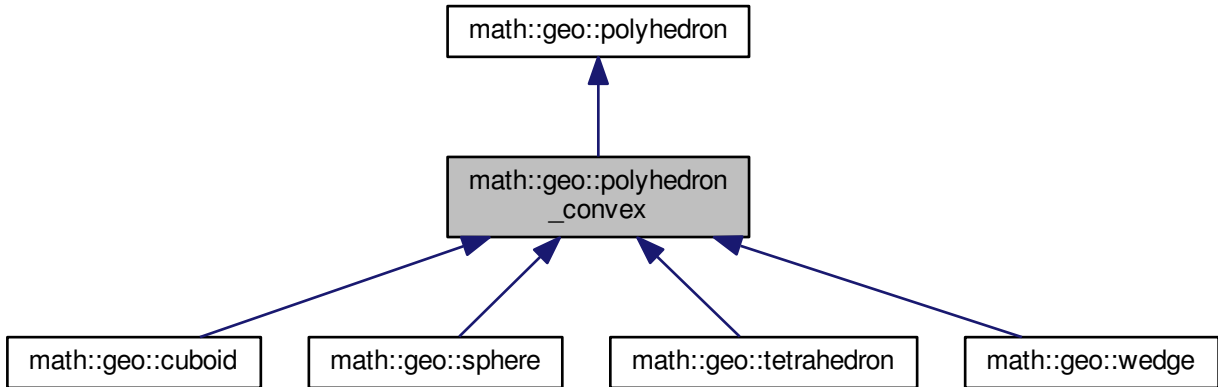 math::geo::polyhedron
math::geo::polyhedron
_convex
math::geo::cuboid
math::geo::sphere
math::geo::tetrahedron
math::geo::wedge